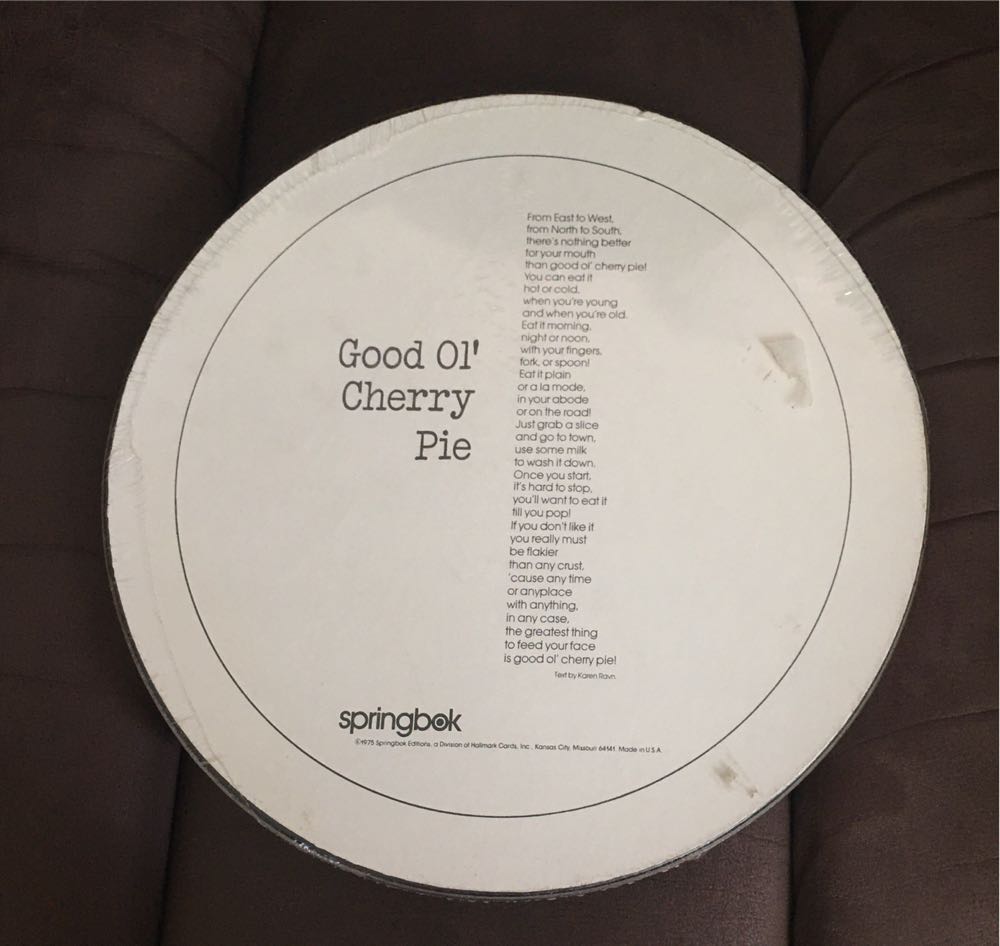 Good Ol'
Cherry
Pie
From East to West,
from North to South,
there's nothing better
for your mouth
than good ol' cherry pie!
You can eat it
hot or cold,
when you're young
and when you're old.
Eat it morning,
night or noon,
with your fingers,
fork, or spoon!
Eat it plain
or a la mode,
in your abode
or on the road!
Just grab a slice
and go to town,
use some milk
to wash it down.
Once you start,
it's hard to stop,
you'll want to eat it
till you pop!
If you don't like it
you really must
be flakier
than any crust,
'cause any time
or anyplace
with anything,
in any case,
the greatest thing
to feed your face
is good ol' cherry pie!
Text by Karen Ravn.
springbok
©1975 Springbok Editions, a Division of Hallmark Cards, Inc., Kansas City, Missouri 64141 Made in U.S.A.